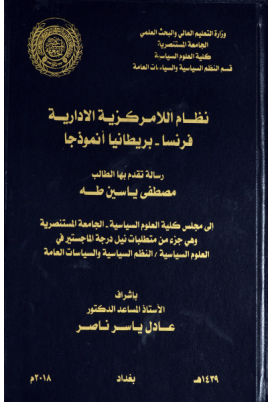 وزارة التعليم العالي والبحث العلمي
الجامعة المستنصرية
كلية العلوم السياسية
قسم النظم السياسية والسياسات العامة
نظام اللامركزية الادارية
فرنسا - بريطانيا أنموذجا
رسالة تقدم بها الطالب
مصطفى ياسين طه
إلى مجلس كلية العلوم السياسية - الجامعة المستنصرية
وهي جزء من متطلبات نيل درجة الماجستير في
العلوم السياسية / النظم السياسية والسياسات العامة
بإشراف
الأستاذ المساعد الدكتور
عادل ياسر ناصر
١٤٣٩هـ بغداد ٢٠١٨م